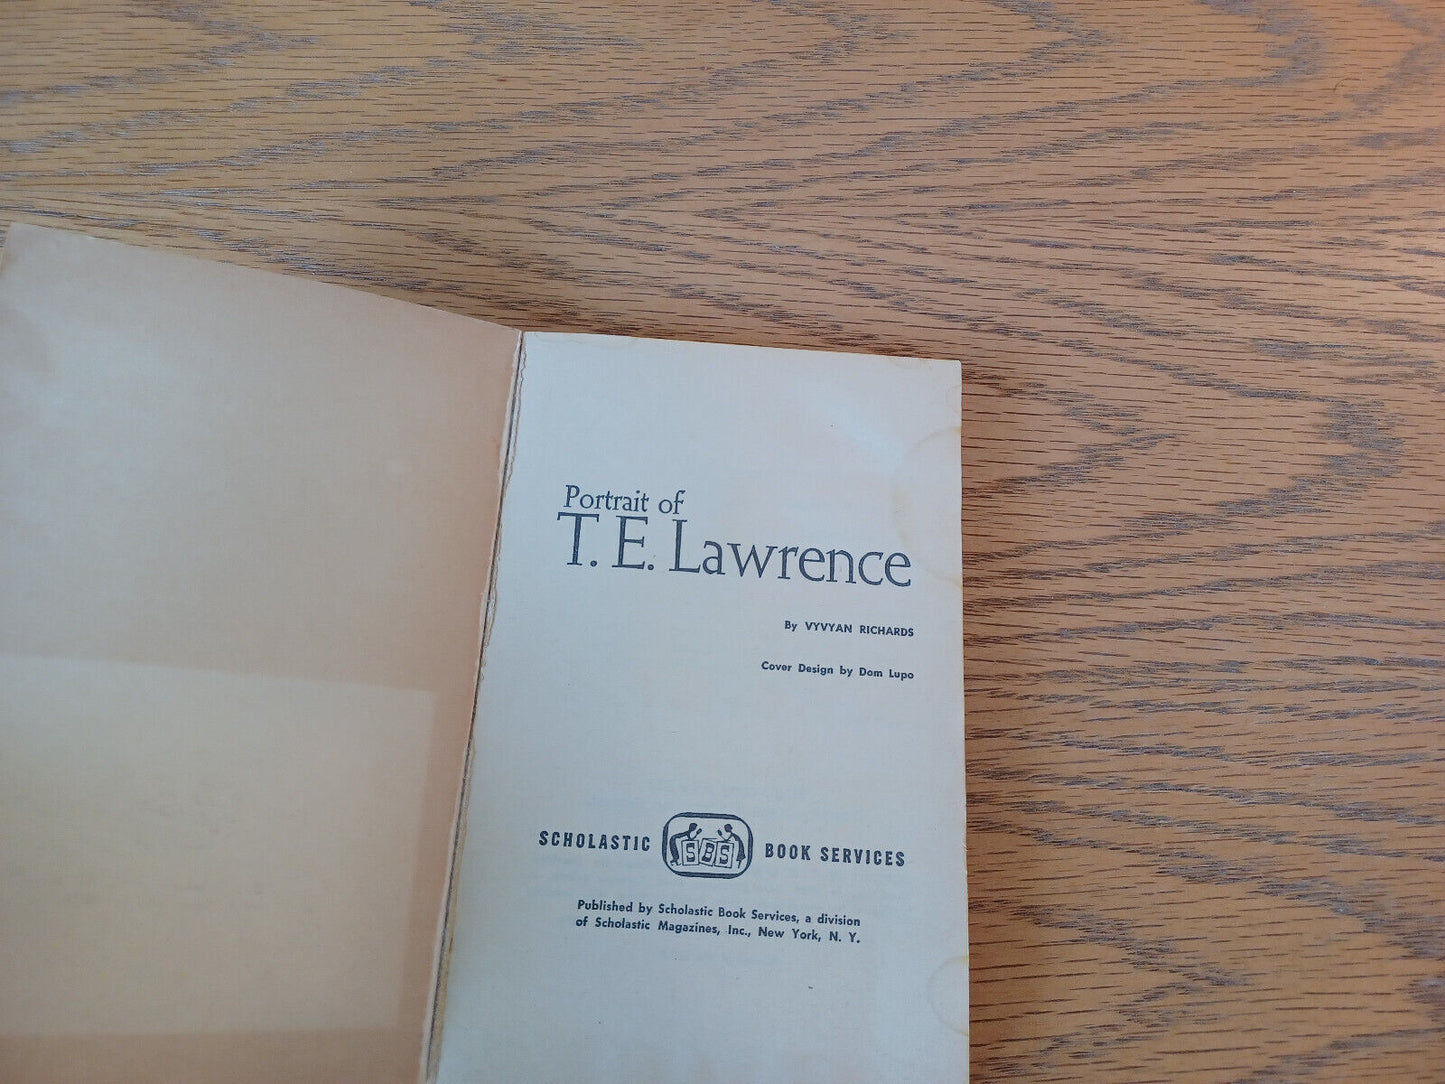 Portrait of
T. E. Lawrence
By VYVYAN RICHARDS
Cover Design by Dom Lupo
SCHOLASTIC SBS BOOK SERVICES
Published by Scholastic Book Services, a division
of Scholastic Magazines, Inc., New York, N. Y.